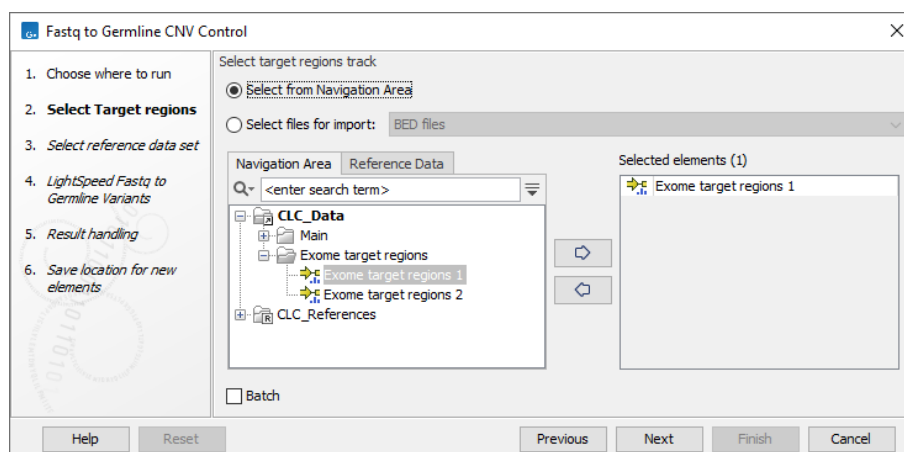 Fastq to Germline CNV Control
1. Choose where to run
2. Select Target regions
3. Select reference data set
4. LightSpeed Fastq to
Germline Variants
5. Result handling
6. Save location for new
elements
Select target regions track
Select from Navigation Area
Select files for import: BED files
Navigation Area Reference Data
<enter search term>
CLC_Data
Main
Exome target regions
Exome target regions 1
Exome target regions 2
CLC_References
Selected elements (1)
Exome target regions 1
Batch
Help Reset Previous Next Finish Cancel